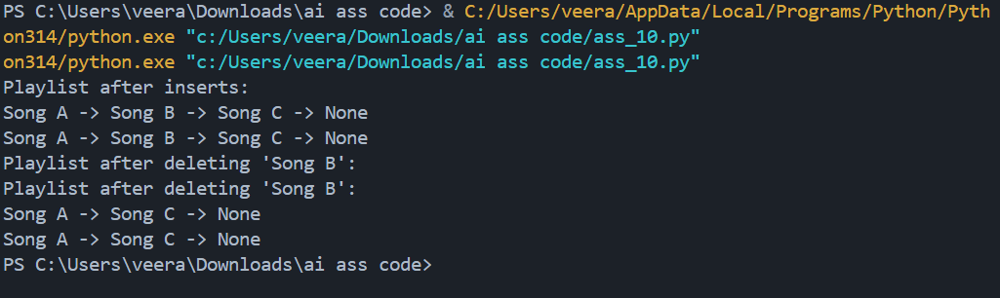 PS C:\Users\veera\Downloads\ai ass code> & C:/Users/veera/AppData/Local/Programs/Python/Pyth
on314/python.exe "c:/Users/veera/Downloads/ai ass code/ass_10.py"
on314/python.exe "c:/Users/veera/Downloads/ai ass code/ass_10.py"
Playlist after inserts:
Song A -> Song B -> Song C -> None
Song A -> Song B -> Song C -> None
Playlist after deleting 'Song B':
Playlist after deleting 'Song B':
Song A -> Song C -> None
Song A -> Song C -> None
PS C:\Users\veera\Downloads\ai ass code>